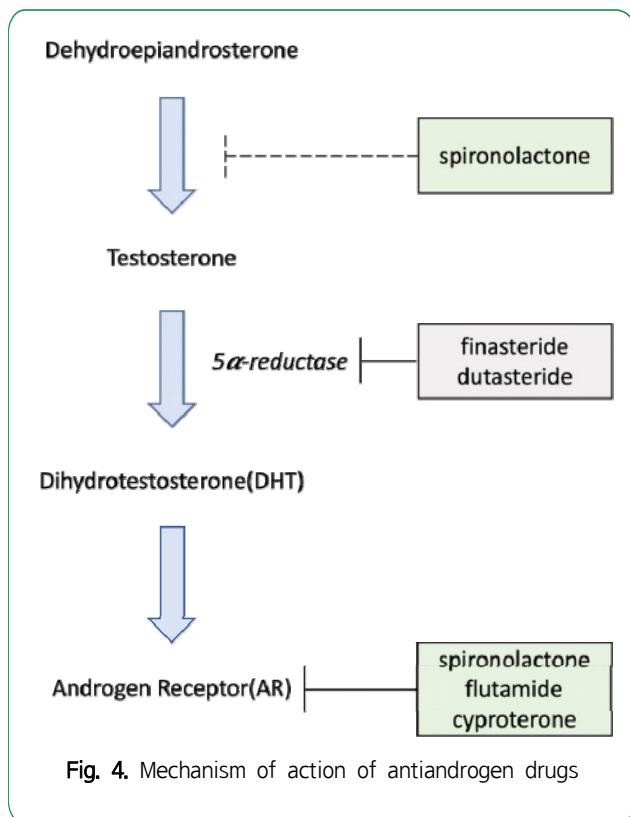 Dehydroepiandrosterone
spironolactone
Testosterone
5α-reductase
finasteride
dutasteride
Dihydrotestosterone(DHT)
Androgen Receptor(AR)
spironolactone
flutamide
cyproterone
Fig. 4. Mechanism of action of antiandrogen drugs